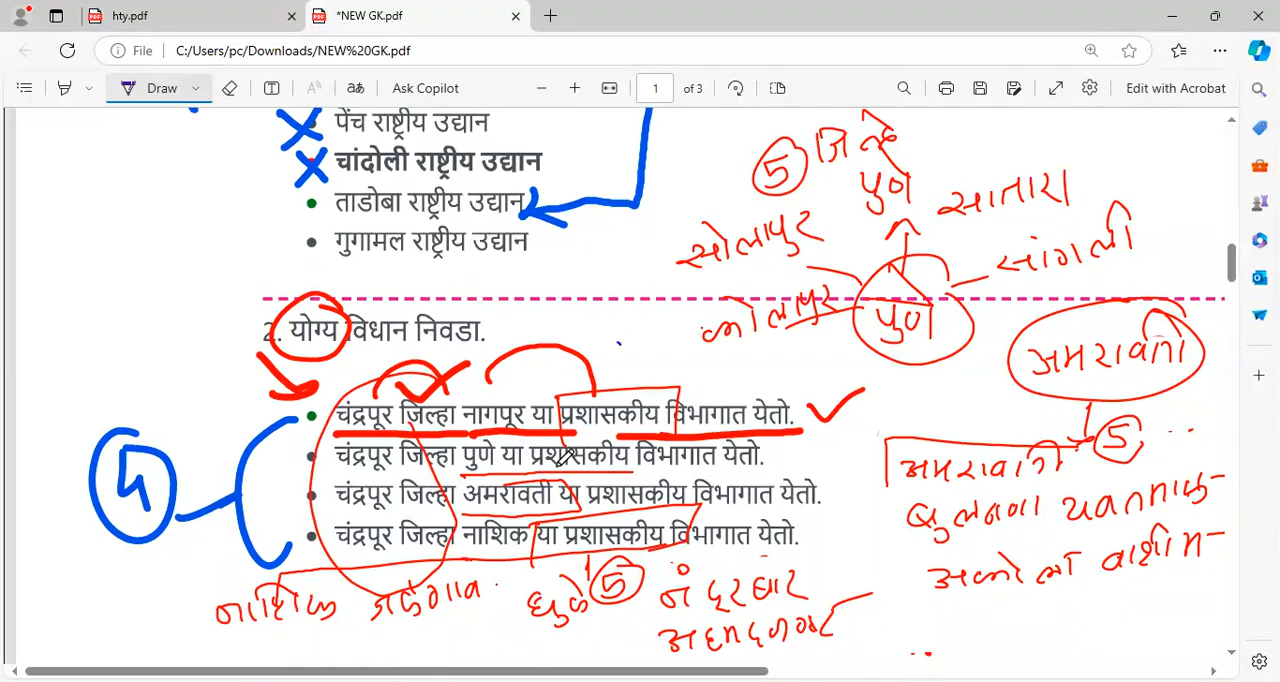 hty.pdf
*NEW GK.pdf
File C:/Users/pc/Downloads/NEW%20GK.pdf
Draw
Ask Copilot
1 of 3
Edit with Acrobat
पेंच राष्ट्रीय उद्यान
चांदोली राष्ट्रीय उद्यान
ताडोबा राष्ट्रीय उद्यान
गुगामल राष्ट्रीय उद्यान
5 जिल्हे
पुणे
सातारा
सोलापुर
सांगली
कोलापुर
पुणे
2. योग्य विधान निवडा.
अमरावती
चंद्रपूर जिल्हा नागपूर या प्रशासकीय विभागात येतो.
चंद्रपूर जिल्हा पुणे या प्रशासकीय विभागात येतो.
चंद्रपूर जिल्हा अमरावती या प्रशासकीय विभागात येतो.
चंद्रपूर जिल्हा नाशिक या प्रशासकीय विभागात येतो.
5
अमरावती
यवतमाळ
अकोला वाशीम
नाशिक जळगाव धुळे 5 नंदूरबार